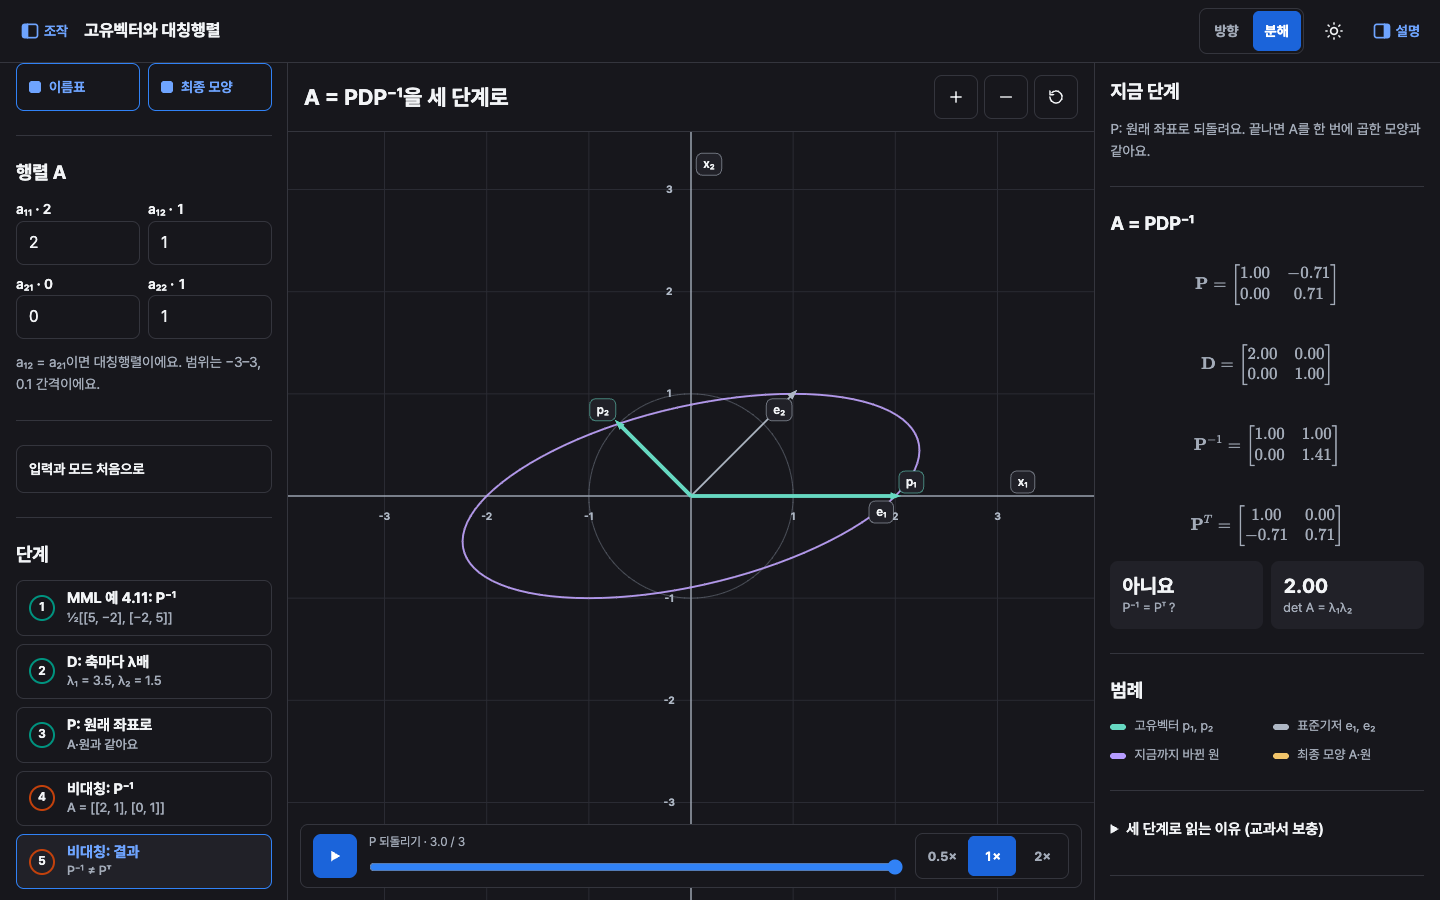 조작
고유벡터와 대칭행렬
방향
분해
설명
이름표
최종 모양
행렬 A
a₁₁ · 2
a₁₂ · 1
2
1
a₂₁ · 0
a₂₂ · 1
0
1
a₁₂ = a₂₁이면 대칭행렬이에요. 범위는 −3–3,
0.1 간격이에요.
입력과 모드 처음으로
단계
1
MML 예 4.11: P⁻¹
½[[5, −2], [−2, 5]]
2
D: 축마다 λ배
λ₁ = 3.5, λ₂ = 1.5
3
P: 원래 좌표로
A·원과 같아요
4
비대칭: P⁻¹
A = [[2, 1], [0, 1]]
5
비대칭: 결과
P⁻¹ ≠ Pᵀ
A = PDP⁻¹을 세 단계로
x₂
3
2
1
p₂
e₂
p₁
x₁
e₁
-3
-2
-1
1
2
3
-1
-2
-3
P 되돌리기 · 3.0 / 3
0.5×
1×
2×
지금 단계
P: 원래 좌표로 되돌려요. 끝나면 A를 한 번에 곱한 모양과
같아요.
A = PDP⁻¹
P = [1.00 −0.71
0.00 0.71]
D = [2.00 0.00
0.00 1.00]
P⁻¹ = [1.00 1.00
0.00 1.41]
Pᵀ = [1.00 0.00
−0.71 0.71]
아니요
P⁻¹ = Pᵀ ?
2.00
det A = λ₁λ₂
범례
고유벡터 p₁, p₂
표준기저 e₁, e₂
지금까지 바뀐 원
최종 모양 A·원
세 단계로 읽는 이유 (교과서 보충)